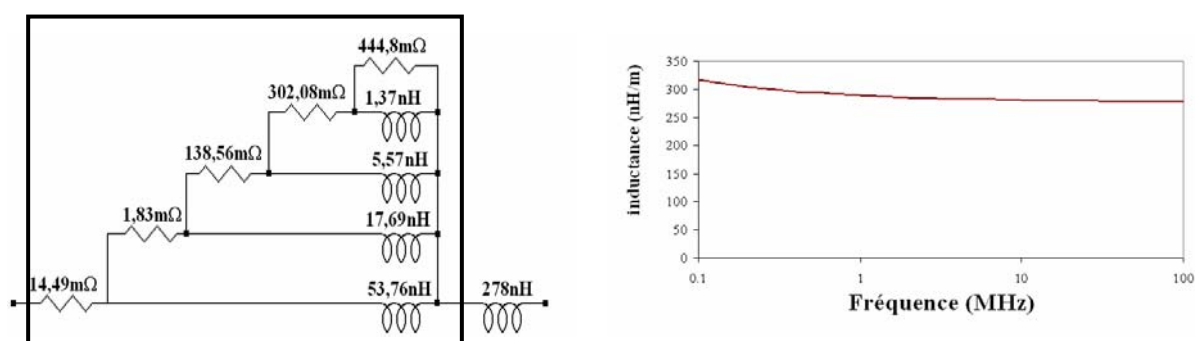 444,8mΩ
302,08mΩ
1,37nH
138,56mΩ
5,57nH
1,83mΩ
17,69nH
14,49mΩ
53,76nH
278nH
inductance (nH/m)
350
300
250
200
150
100
50
0
0.1
1
10
100
Fréquence (MHz)